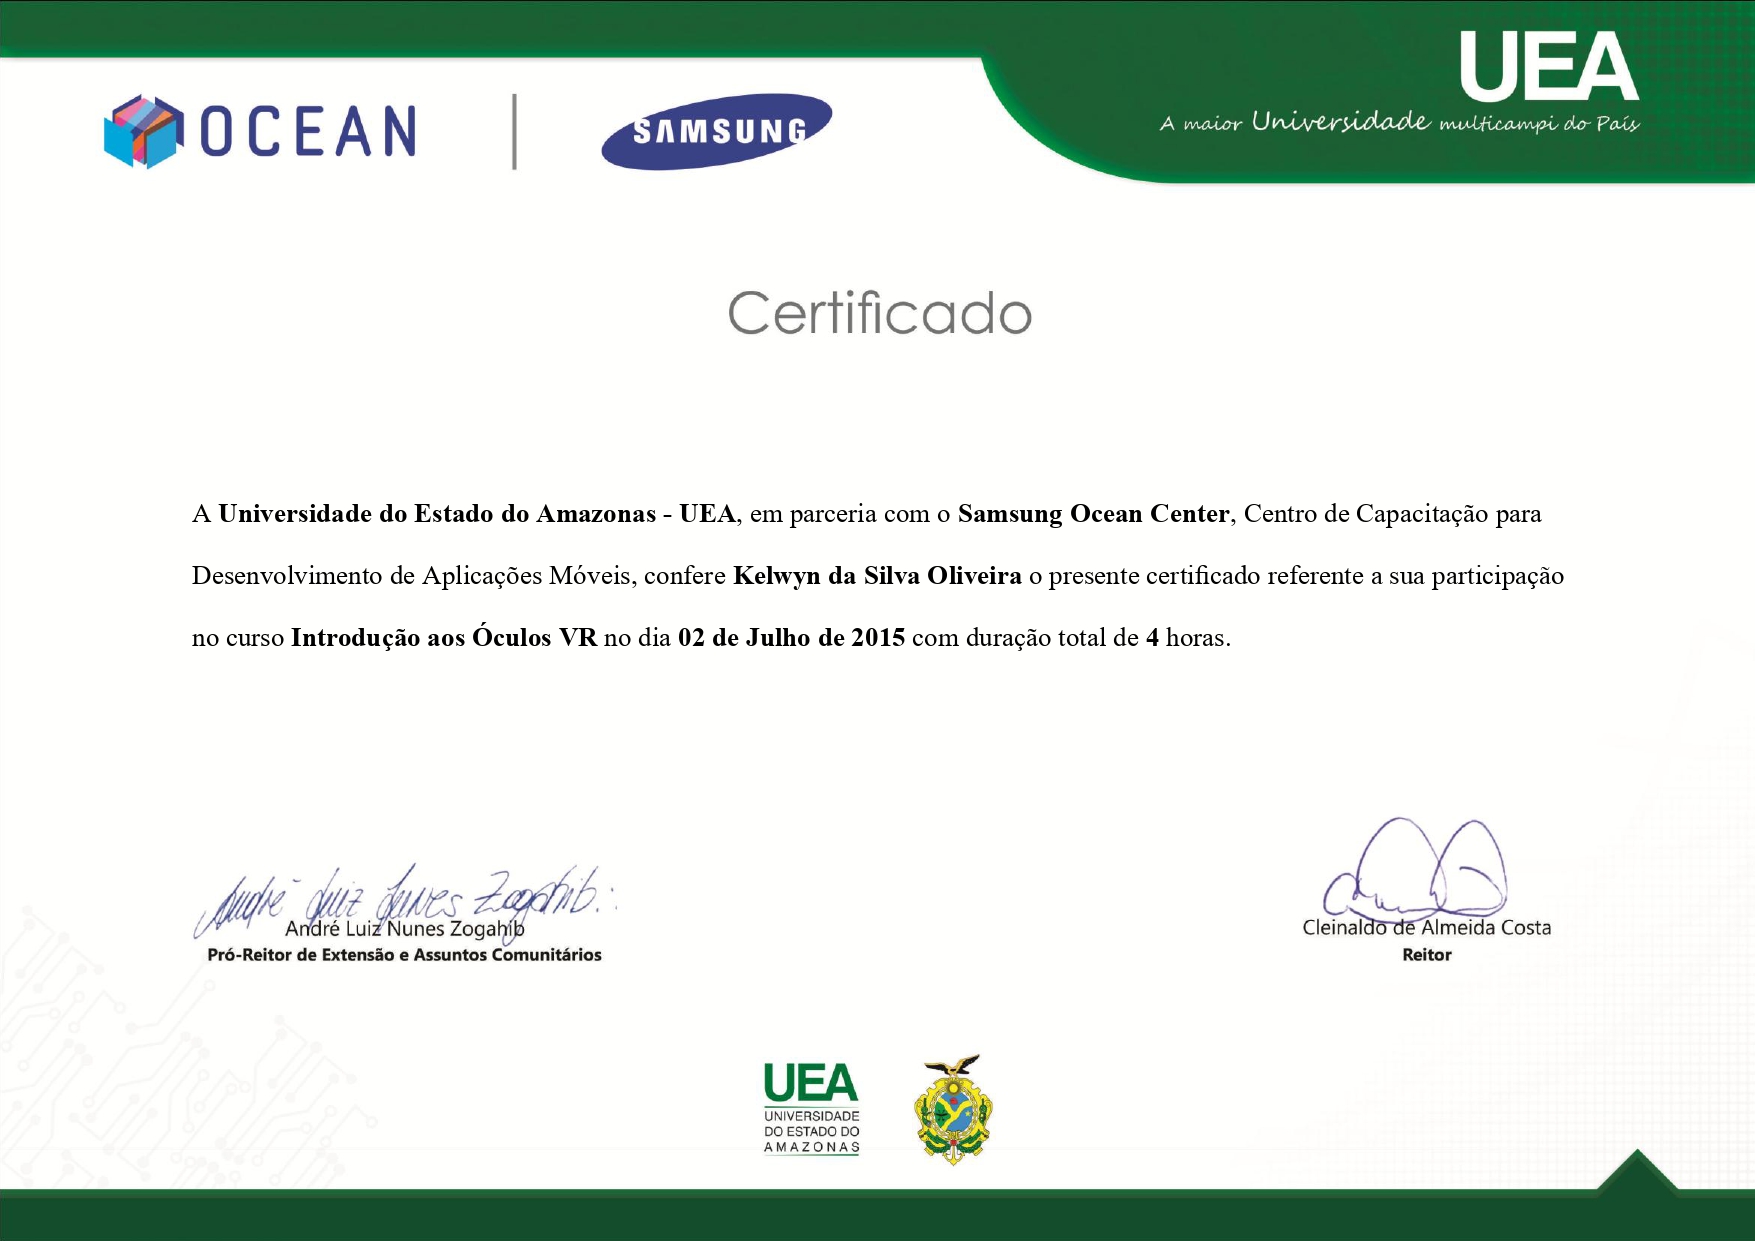 OCEAN
SAMSUNG
UEA
A maior Universidade multicampi do País
Certificado
A Universidade do Estado do Amazonas - UEA, em parceria com o Samsung Ocean Center, Centro de Capacitação para
Desenvolvimento de Aplicações Móveis, confere Kelwyn da Silva Oliveira o presente certificado referente a sua participação
no curso Introdução aos Óculos VR no dia 02 de Julho de 2015 com duração total de 4 horas.
André Luiz Nunes Zogahib.
André Luiz Nunes Zogahib
Pró-Reitor de Extensão e Assuntos Comunitários
Cleinaldo de Almeida Costa
Reitor
UEA
UNIVERSIDADE
DO ESTADO DO
AMAZONAS